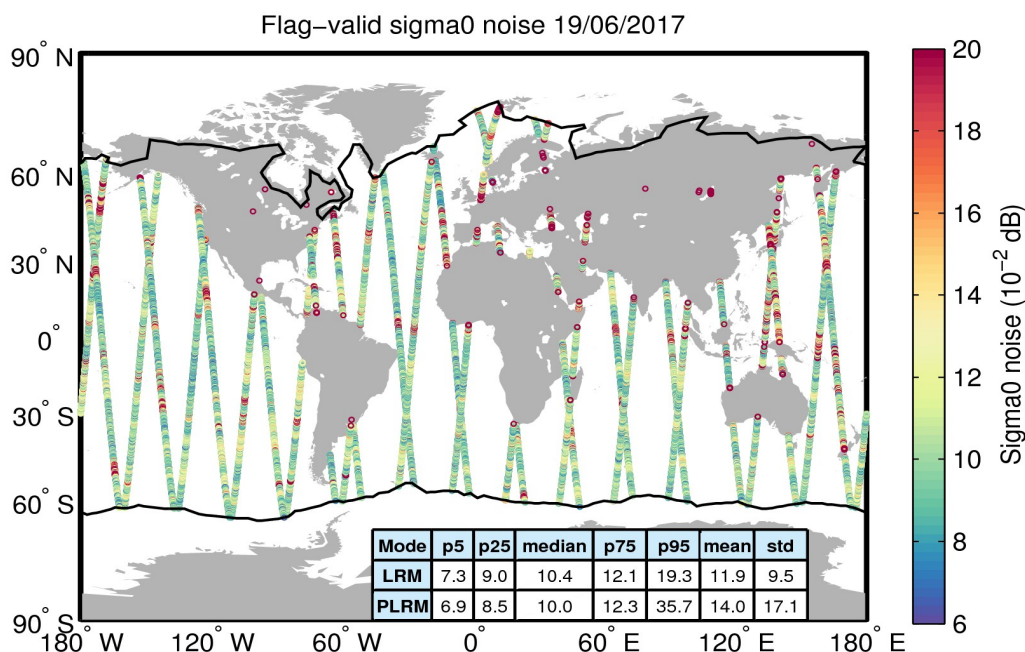 Flag−valid sigma0 noise 19/06/2017
90° N
60° N
30° N
0°
30° S
60° S
90° S
180° W
120° W
60° W
0°
60° E
120° E
180° E
Mode p5 p25 median p75 p95 mean std
LRM 7.3 9.0 10.4 12.1 19.3 11.9 9.5
PLRM 6.9 8.5 10.0 12.3 35.7 14.0 17.1
20
18
16
14
12
10
8
6
Sigma0 noise (10⁻² dB)